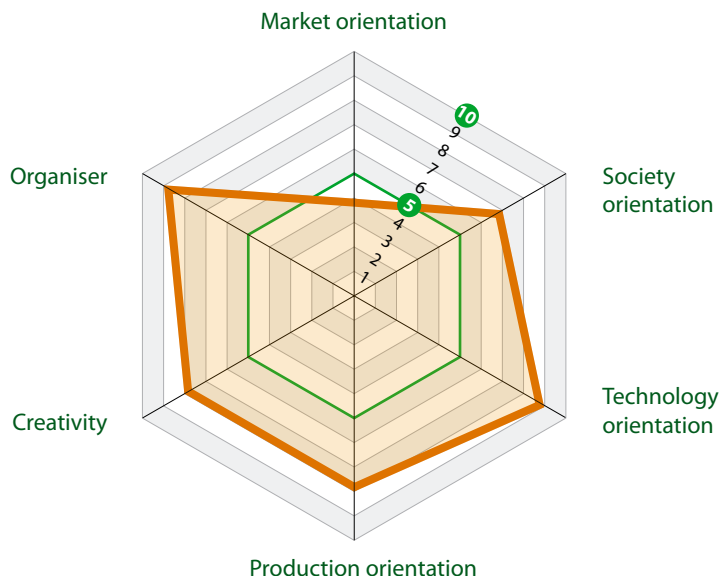 Market orientation
10
9
8
7
6
5
4
3
2
1
Organiser
Society
orientation
Creativity
Technology
orientation
Production orientation